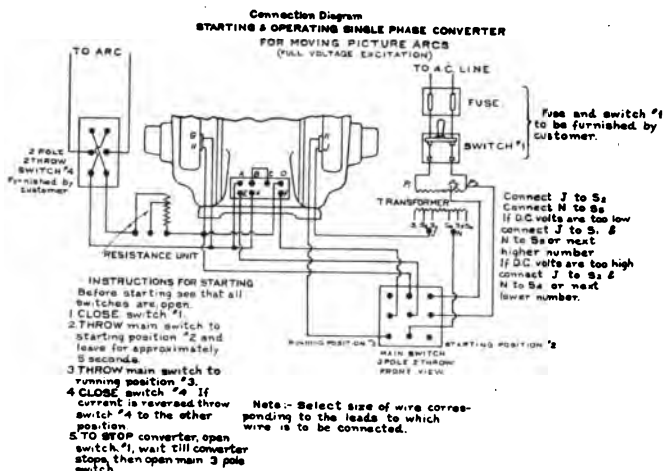 Connection Diagram
STARTING & OPERATING SINGLE PHASE CONVERTER
FOR MOVING PICTURE ARCS
(FULL VOLTAGE EXCITATION)
TO ARC
TO A.C. LINE
FUSE
Fuse and switch #1
to be furnished by
customer.
SWITCH #1
2 POLE
2 THROW
SWITCH #4
Furnished by
customer
G
H
K
J
A B C D
TRANSFORMER
N
Connect J to S2
Connect N to S8
If D.C. volts are too low
connect J to S1 &
N to S8 or next
higher number
If D.C. volts are too high
connect J to S2 &
N to S2 or next
lower number.
RESISTANCE UNIT
INSTRUCTIONS FOR STARTING
Before starting see that all
switches are open.
1 CLOSE switch #1.
2. THROW main switch to
starting position #2 and
leave for approximately
5 seconds.
3 THROW main switch to
running position #3.
4 CLOSE switch #4 If
current is reversed throw
switch #4 to the other
position.
5. TO STOP converter, open
switch #1, wait till converter
stops, then open main 3 pole
switch
RUNNING POSITION #3
STARTING POSITION #2
MAIN SWITCH
3 POLE 2 THROW
FRONT VIEW
Note:- Select size of wire corres-
ponding to the leads to which
wire is to be connected.